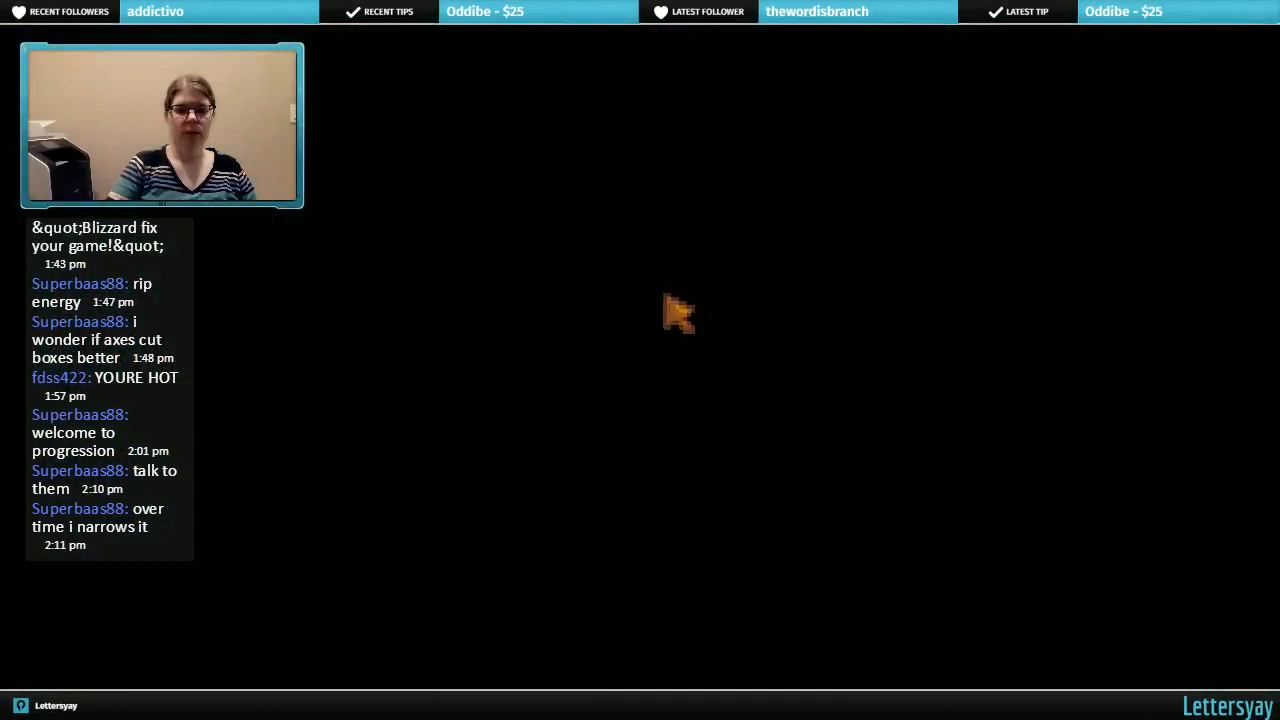 RECENT FOLLOWERS addictivo RECENT TIPS Oddibe - $25 LATEST FOLLOWER thewordisbranch LATEST TIP Oddibe - $25
&quot;Blizzard fix
your game!&quot;
1:43 pm
Superbaas88: rip
energy 1:47 pm
Superbaas88: i
wonder if axes cut
boxes better 1:48 pm
fdss422: YOURE HOT
1:57 pm
Superbaas88:
welcome to
progression 2:01 pm
Superbaas88: talk to
them 2:10 pm
Superbaas88: over
time i narrows it
2:11 pm
Lettersyay Lettersyay